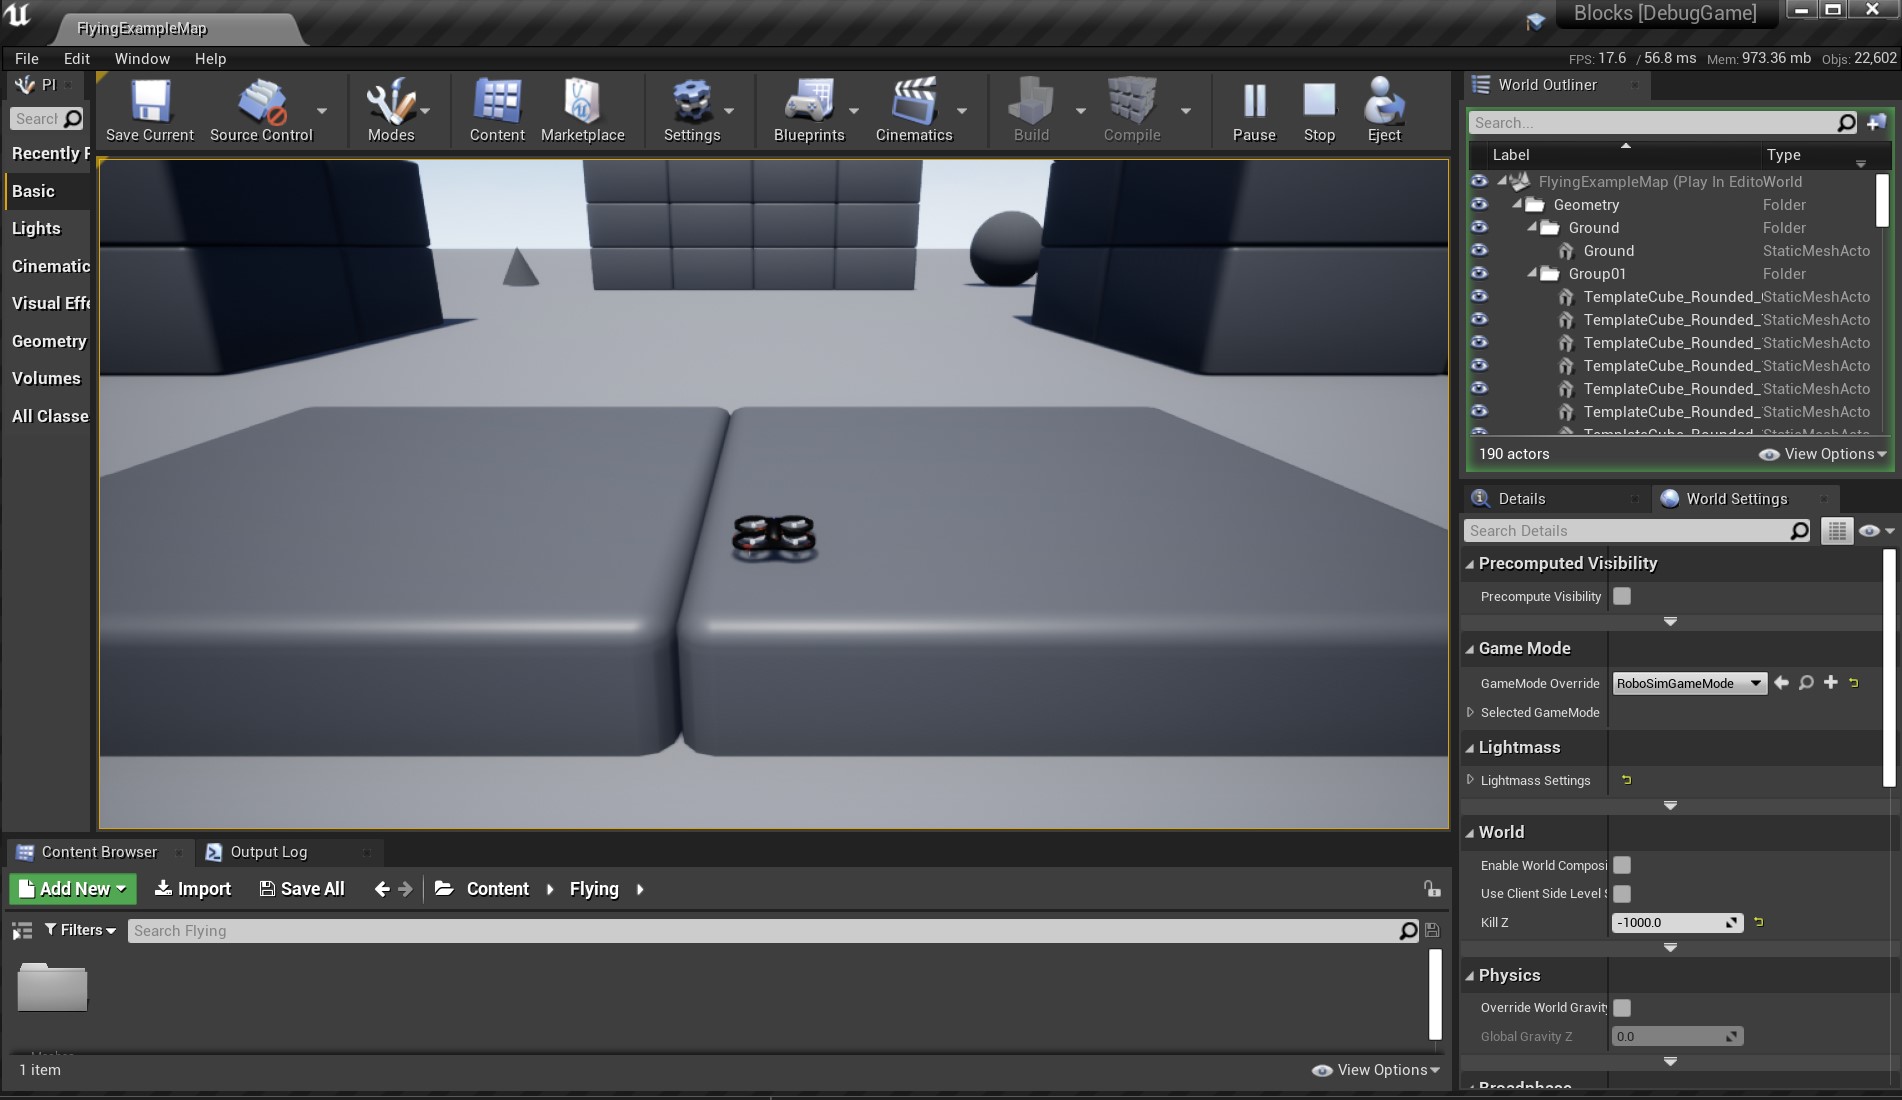 FlyingExampleMap
Blocks [DebugGame]
File Edit Window Help
FPS: 17.6 / 56.8 ms Mem: 973.36 mb Objs: 22,602
Pl
Search
Recently P
Basic
Lights
Cinematic
Visual Effe
Geometry
Volumes
All Classe
Save Current Source Control Modes Content Marketplace Settings Blueprints Cinematics Build Compile Pause Stop Eject
World Outliner
Search...
Label Type
FlyingExampleMap (Play In Edito World
Geometry Folder
Ground Folder
Ground StaticMeshActo
Group01 Folder
TemplateCube_Rounded_ StaticMeshActo
TemplateCube_Rounded_ StaticMeshActo
TemplateCube_Rounded_ StaticMeshActo
TemplateCube_Rounded_ StaticMeshActo
TemplateCube_Rounded_ StaticMeshActo
TemplateCube_Rounded_ StaticMeshActo
TemplateCube_Rounded_ StaticMeshActo
190 actors View Options
Details World Settings
Search Details
Precomputed Visibility
Precompute Visibility
Game Mode
GameMode Override RoboSimGameMode
Selected GameMode
Lightmass
Lightmass Settings
World
Enable World Composi
Use Client Side Level S
Kill Z -1000.0
Physics
Override World Gravity
Global Gravity Z 0.0
Broadphase
Content Browser Output Log
Add New Import Save All Content Flying
Filters Search Flying
1 item View Options